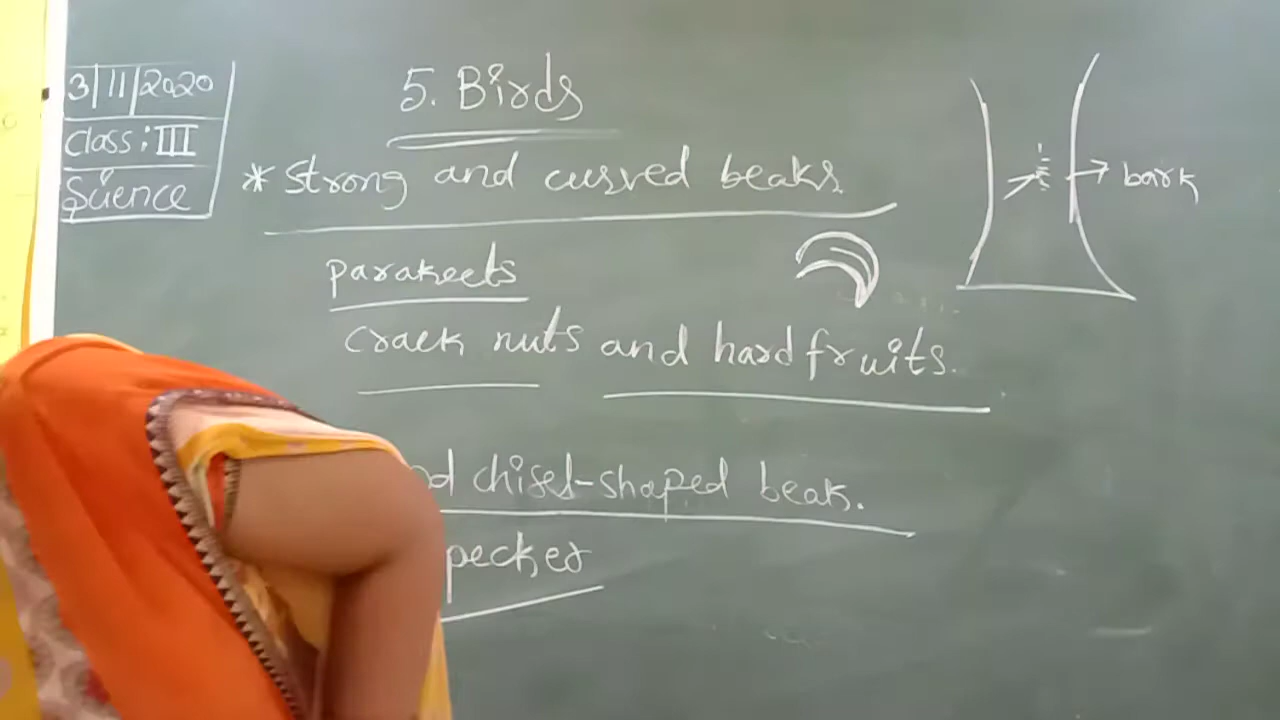 3/11/2020
Class: III
Science
5. Birds
* Strong and curved beaks.
parakeets
crack nuts and hard fruits.
chisel-shaped beak.
pecker
bark